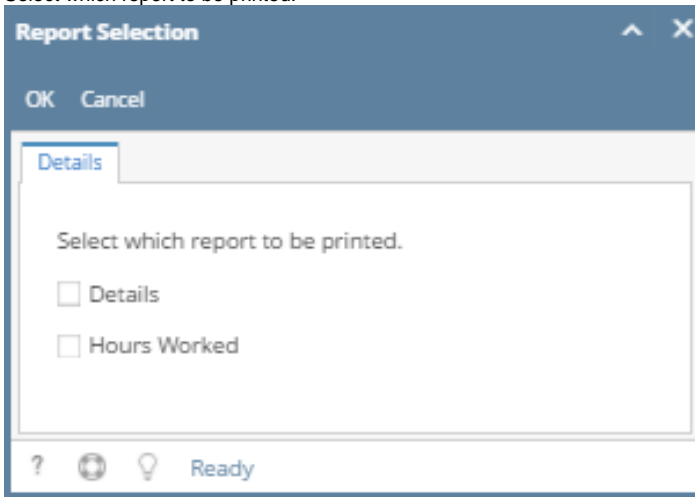 Select which report to be printed.
Report Selection
OK Cancel
Details
Select which report to be printed.
Details
Hours Worked
? Ready